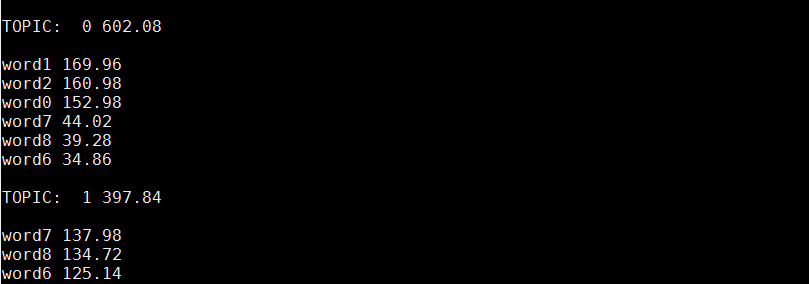 TOPIC:  0 602.08
word1 169.96
word2 160.98
word0 152.98
word7 44.02
word8 39.28
word6 34.86
TOPIC:  1 397.84
word7 137.98
word8 134.72
word6 125.14